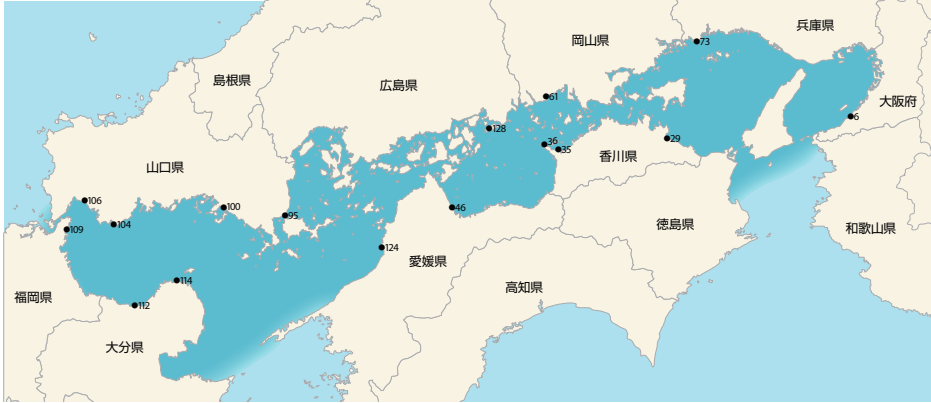 兵庫県
岡山県
73
島根県
広島県
61
大阪府
6
128
36
35
香川県
29
山口県
106
104
100
95
46
109
徳島県
和歌山県
124
愛媛県
114
高知県
福岡県
112
大分県